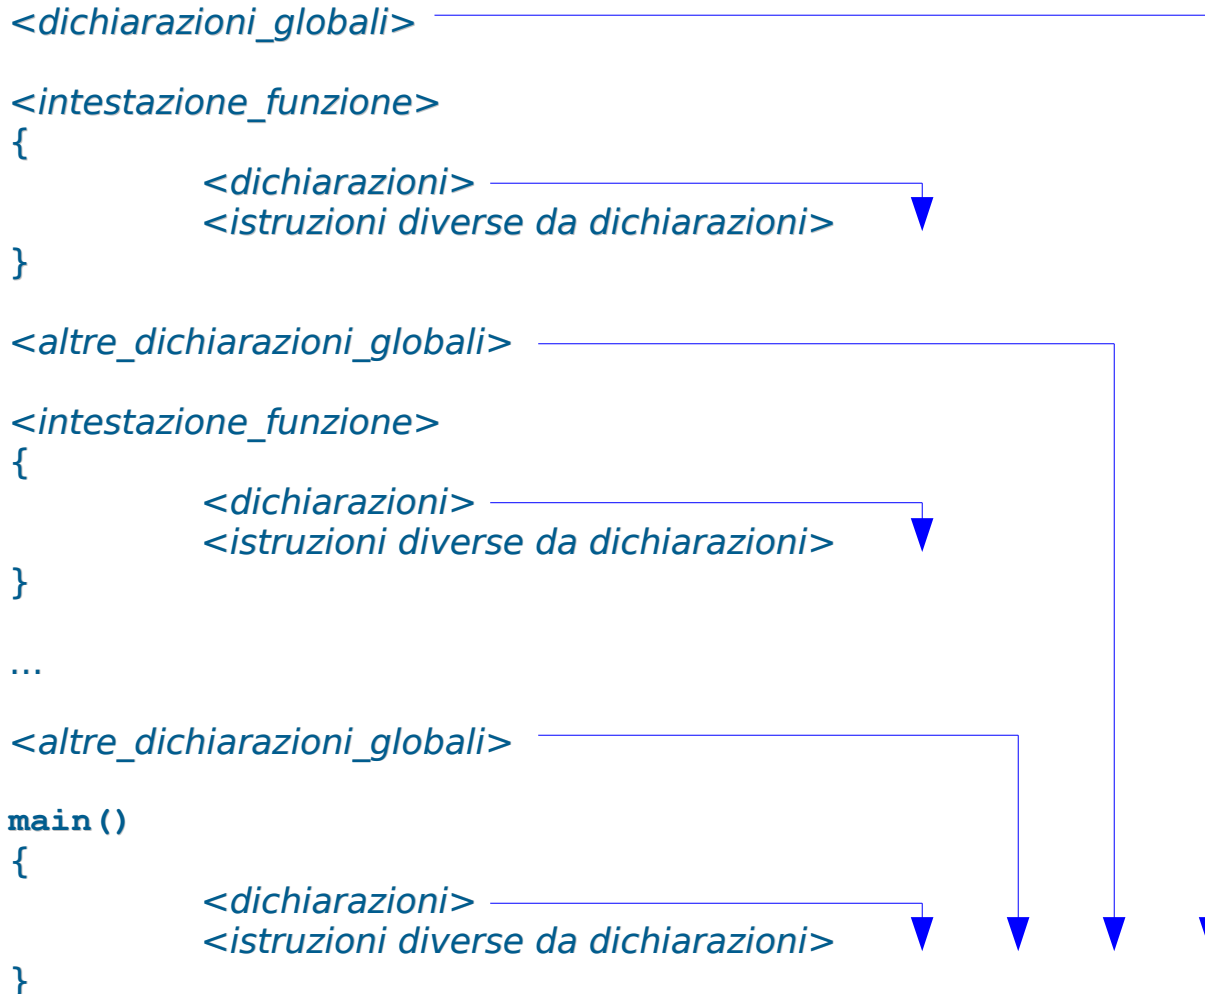 <dichiarazioni_globali>
<intestazione_funzione>
{
<dichiarazioni>
<istruzioni diverse da dichiarazioni>
}
<altre_dichiarazioni_globali>
<intestazione_funzione>
{
<dichiarazioni>
<istruzioni diverse da dichiarazioni>
}
...
<altre_dichiarazioni_globali>
main()
{
<dichiarazioni>
<istruzioni diverse da dichiarazioni>
}